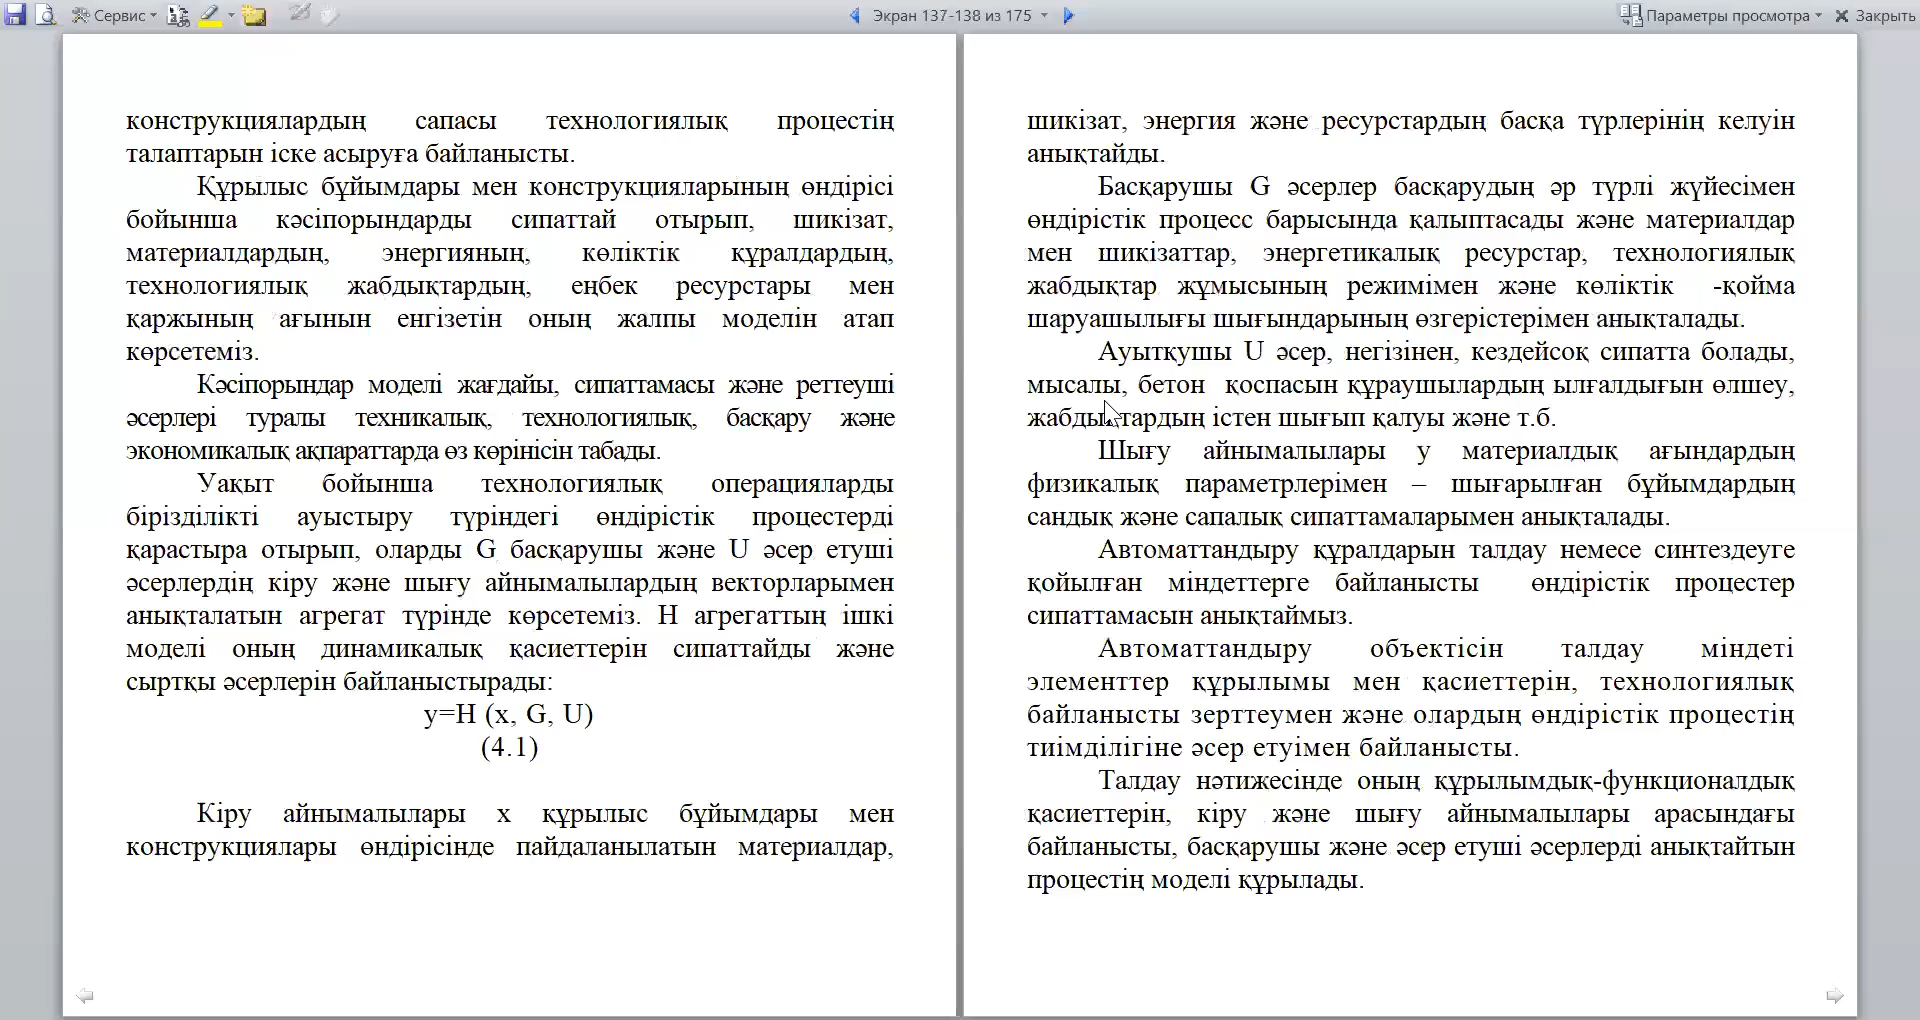 Сервис
Экран 137-138 из 175
Параметры просмотра
Закрыть
конструкциялардың сапасы технологиялық процестің
талаптарын іске асыруға байланысты.
Құрылыс бұйымдары мен конструкцияларының өндірісі
бойынша кәсіпорындарды сипаттай отырып, шикізат,
материалдардың, энергияның, көліктік құралдардың,
технологиялық жабдықтардың, еңбек ресурстары мен
қаржының ағынын енгізетін оның жалпы моделін атап
көрсетеміз.
Кәсіпорындар моделі жағдайы, сипаттамасы және реттеуші
әсерлері туралы техникалық, технологиялық, басқару және
экономикалық ақпараттарда өз көрінісін табады.
Уақыт бойынша технологиялық операцияларды
бірізділікті ауыстыру түріндегі өндірістік процестерді
қарастыра отырып, оларды G басқарушы және U әсер етуші
әсерлердің кіру және шығу айнымалылардың векторларымен
анықталатын агрегат түрінде көрсетеміз. Н агрегаттың ішкі
моделі оның динамикалық қасиеттерін сипаттайды және
сыртқы әсерлерін байланыстырады:
y=H (x, G, U)
(4.1)
Кіру айнымалылары х құрылыс бұйымдары мен
конструкциялары өндірісінде пайдаланылатын материалдар,
шикізат, энергия және ресурстардың басқа түрлерінің келуін
анықтайды.
Басқарушы G әсерлер басқарудың әр түрлі жүйесімен
өндірістік процесс барысында қалыптасады және материалдар
мен шикізаттар, энергетикалық ресурстар, технологиялық
жабдықтар жұмысының режимімен және көліктік -қойма
шаруашылығы шығындарының өзгерістерімен анықталады.
Ауытқушы U әсер, негізінен, кездейсоқ сипатта болады,
мысалы, бетон қоспасын құраушылардың ылғалдығын өлшеу,
жабдықтардың істен шығып қалуы және т.б.
Шығу айнымалылары у материалдық ағындардың
физикалық параметрлерімен – шығарылған бұйымдардың
сандық және сапалық сипаттамаларымен анықталады.
Автоматтандыру құралдарын талдау немесе синтездеуге
қойылған міндеттерге байланысты өндірістік процестер
сипаттамасын анықтаймыз.
Автоматтандыру объектісін талдау міндеті
элементтер құрылымы мен қасиеттерін, технологиялық
байланысты зерттеумен және олардың өндірістік процестің
тиімділігіне әсер етуімен байланысты.
Талдау нәтижесінде оның құрылымдық-функционалдық
қасиеттерін, кіру және шығу айнымалылары арасындағы
байланысты, басқарушы және әсер етуші әсерлерді анықтайтын
процестің моделі құрылады.